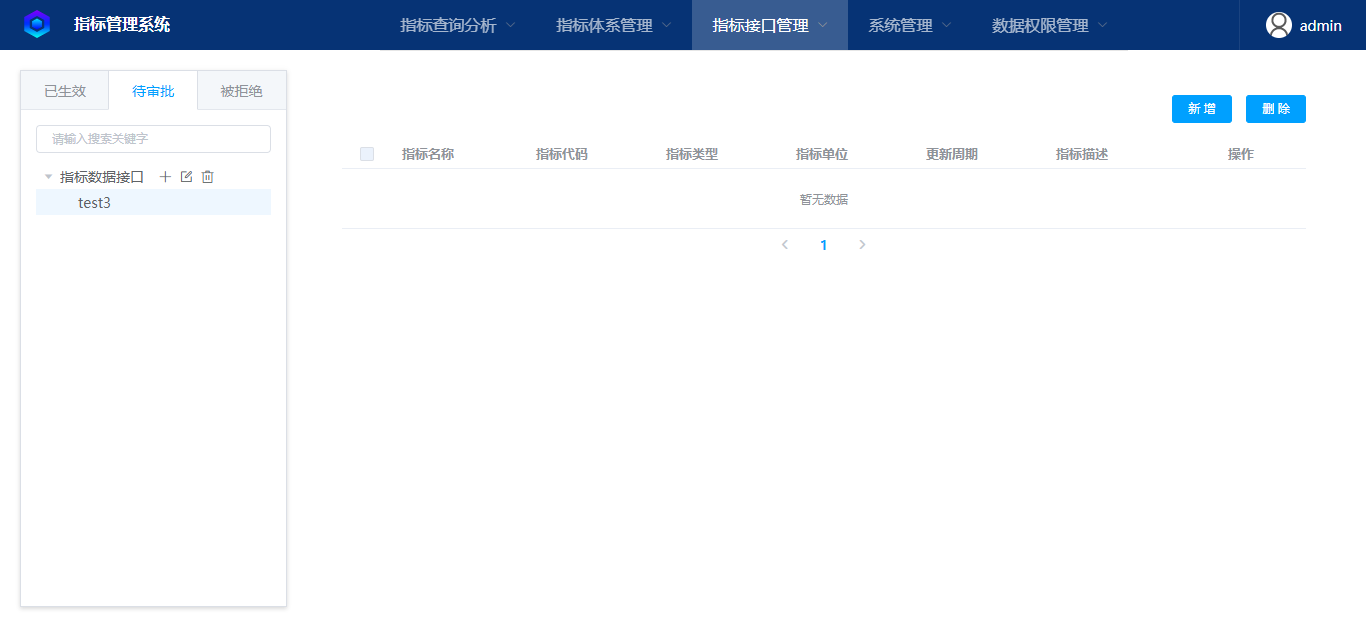 指标管理系统 指标查询分析 指标体系管理 指标接口管理 系统管理 数据权限管理 admin
已生效 待审批 被拒绝
请输入搜索关键字
指标数据接口
test3
新增 删除
指标名称 指标代码 指标类型 指标单位 更新周期 指标描述 操作
暂无数据
1